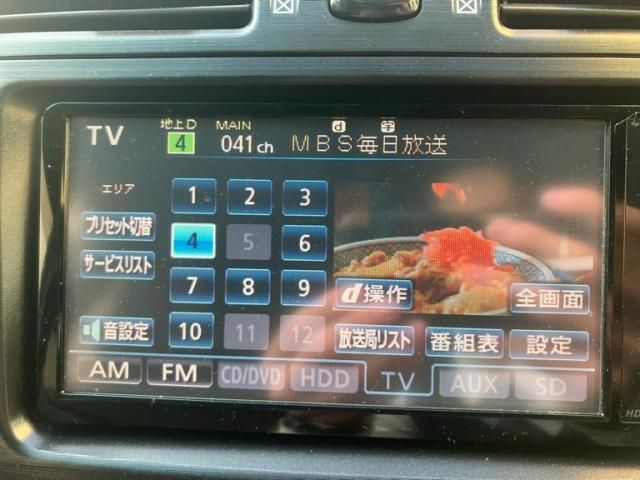 TV 地上D 4 MAIN 041ch d 字 MBS毎日放送
エリア
1 2 3
プリセット切替
4 5 6
サービスリスト
7 8 9
d操作 全画面
音設定 10 11 12 放送局リスト 番組表 設定
AM FM CD/DVD HDD TV AUX SD
HD